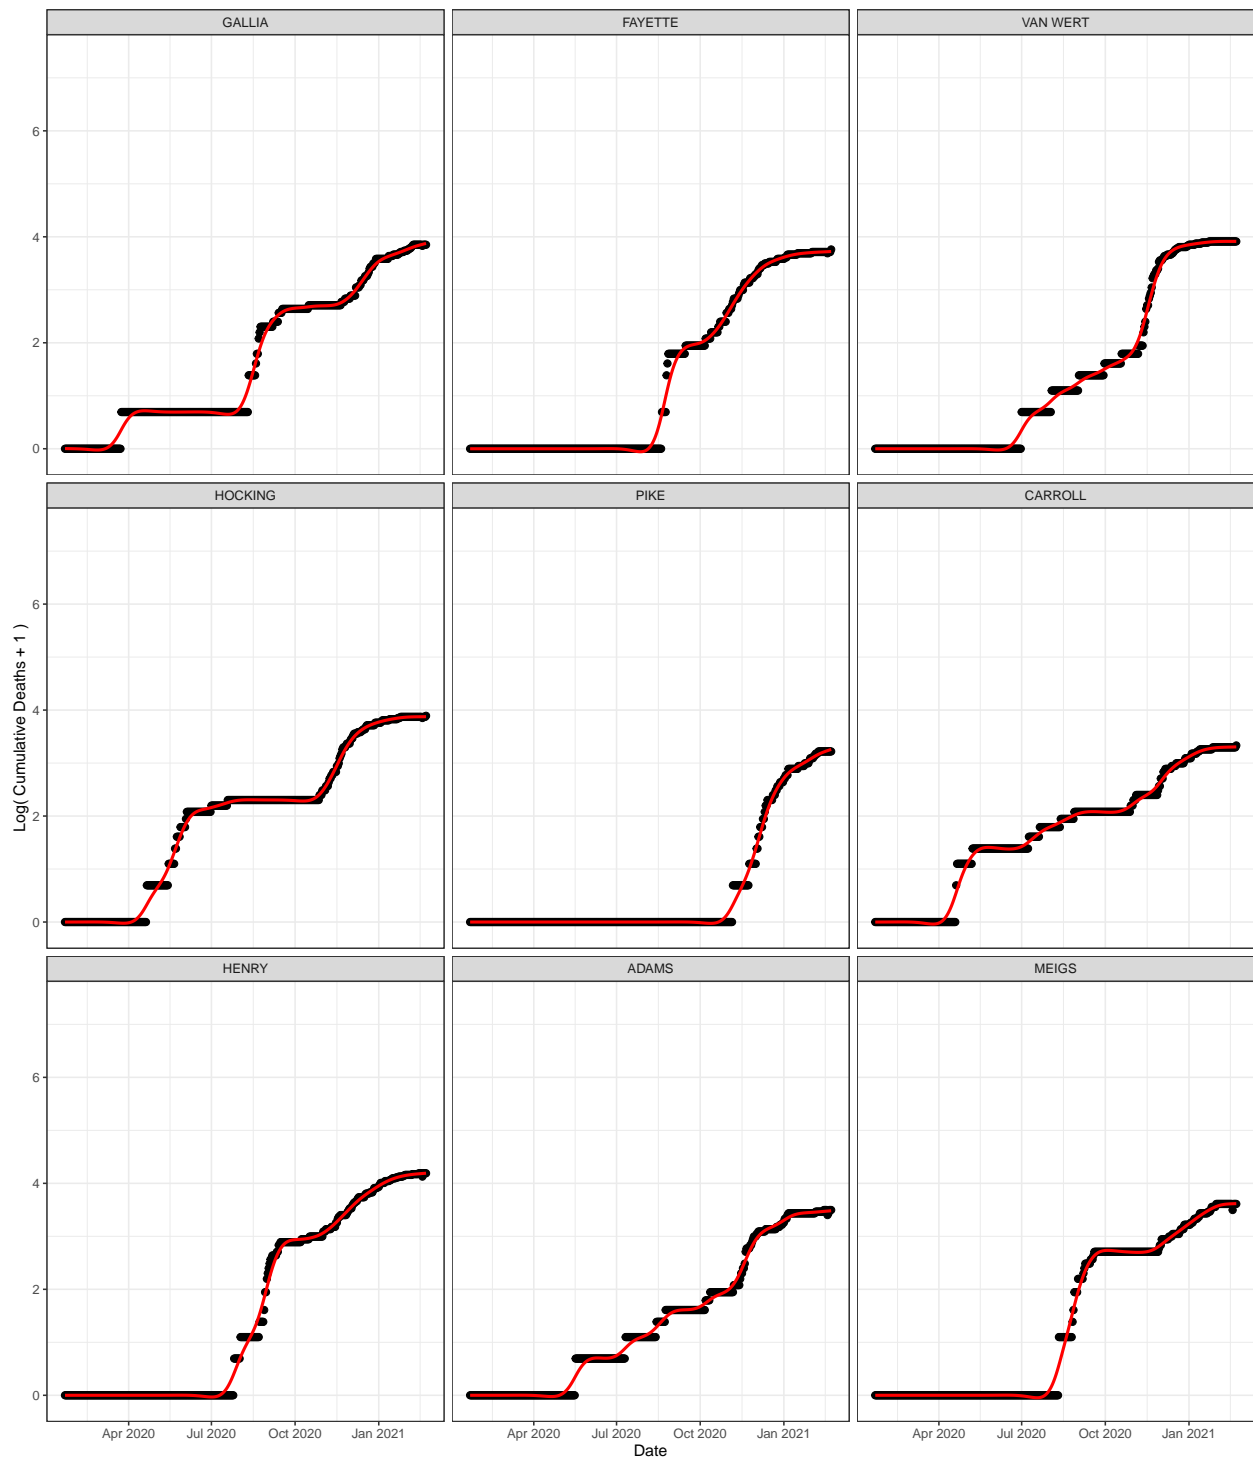 GALLIA FAYETTE VAN WERT
6
4
2
0
HOCKING PIKE CARROLL
6
4
2
0
Log( Cumulative Deaths + 1 )
HENRY ADAMS MEIGS
6
4
2
0
Apr 2020 Jul 2020 Oct 2020 Jan 2021 Apr 2020 Jul 2020 Oct 2020 Jan 2021 Apr 2020 Jul 2020 Oct 2020 Jan 2021
Date